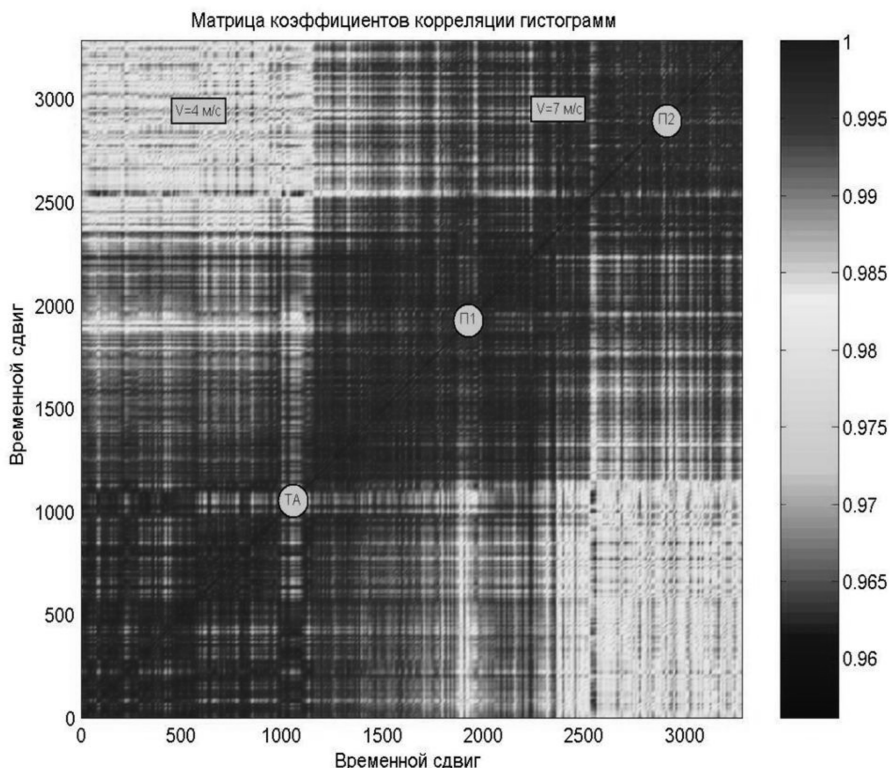 Матрица коэффициентов корреляции гистограмм
V=4 м/с
V=7 м/с
П2
П1
ТА
Временной сдвиг
3000
2500
2000
1500
1000
500
0
0 500 1000 1500 2000 2500 3000
Временной сдвиг
1
0.995
0.99
0.985
0.98
0.975
0.97
0.965
0.96